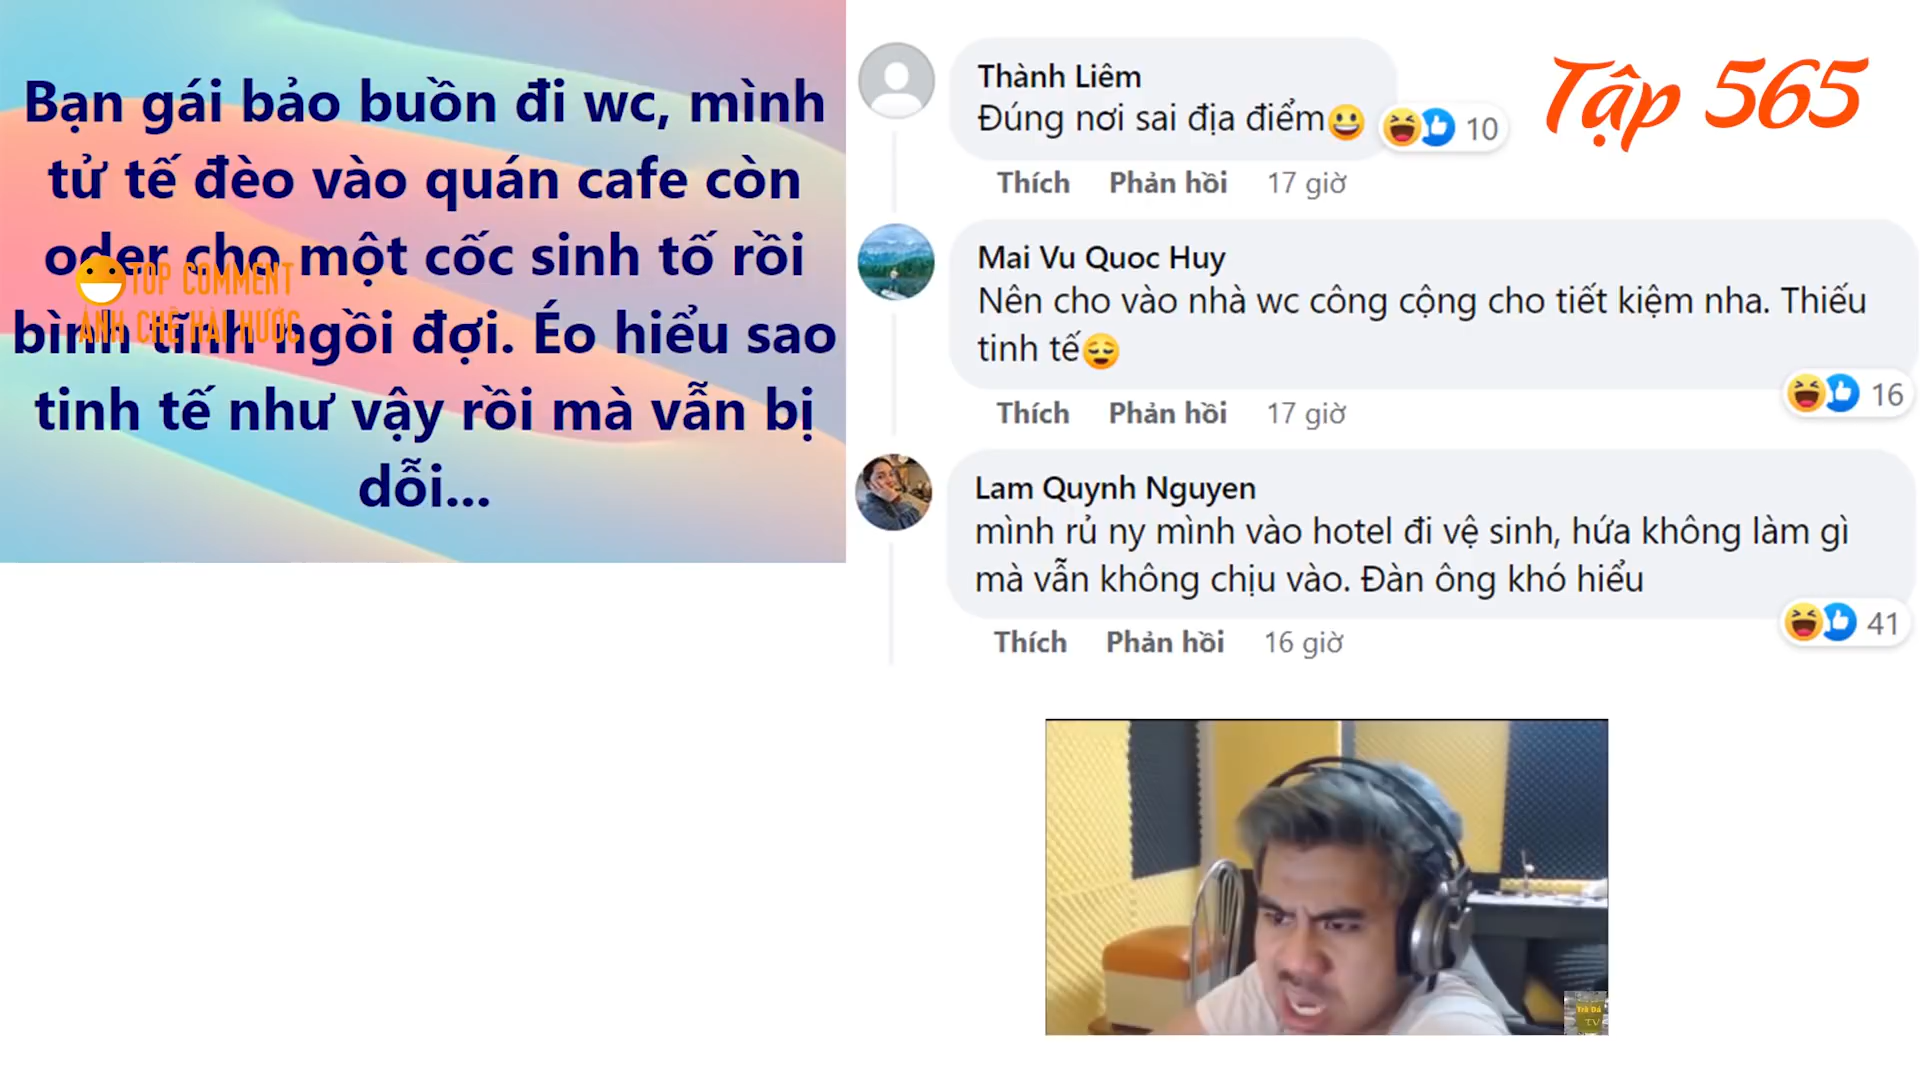 Bạn gái bảo buồn đi wc, mình
tử tế đèo vào quán cafe còn
oder cho một cốc sinh tố rồi
bình tĩnh ngồi đợi. Éo hiểu sao
tinh tế như vậy rồi mà vẫn bị
dỗi...
TOP COMMENT
ẢNH CHẾ HÀI HƯỚC
Thành Liêm
Đúng nơi sai địa điểm😃
10
Thích Phản hồi 17 giờ
Mai Vu Quoc Huy
Nên cho vào nhà wc công cộng cho tiết kiệm nha. Thiếu
tinh tế😌
16
Thích Phản hồi 17 giờ
Lam Quynh Nguyen
mình rủ ny mình vào hotel đi vệ sinh, hứa không làm gì
mà vẫn không chịu vào. Đàn ông khó hiểu
41
Thích Phản hồi 16 giờ
Tập 565
Trà Đá
TV